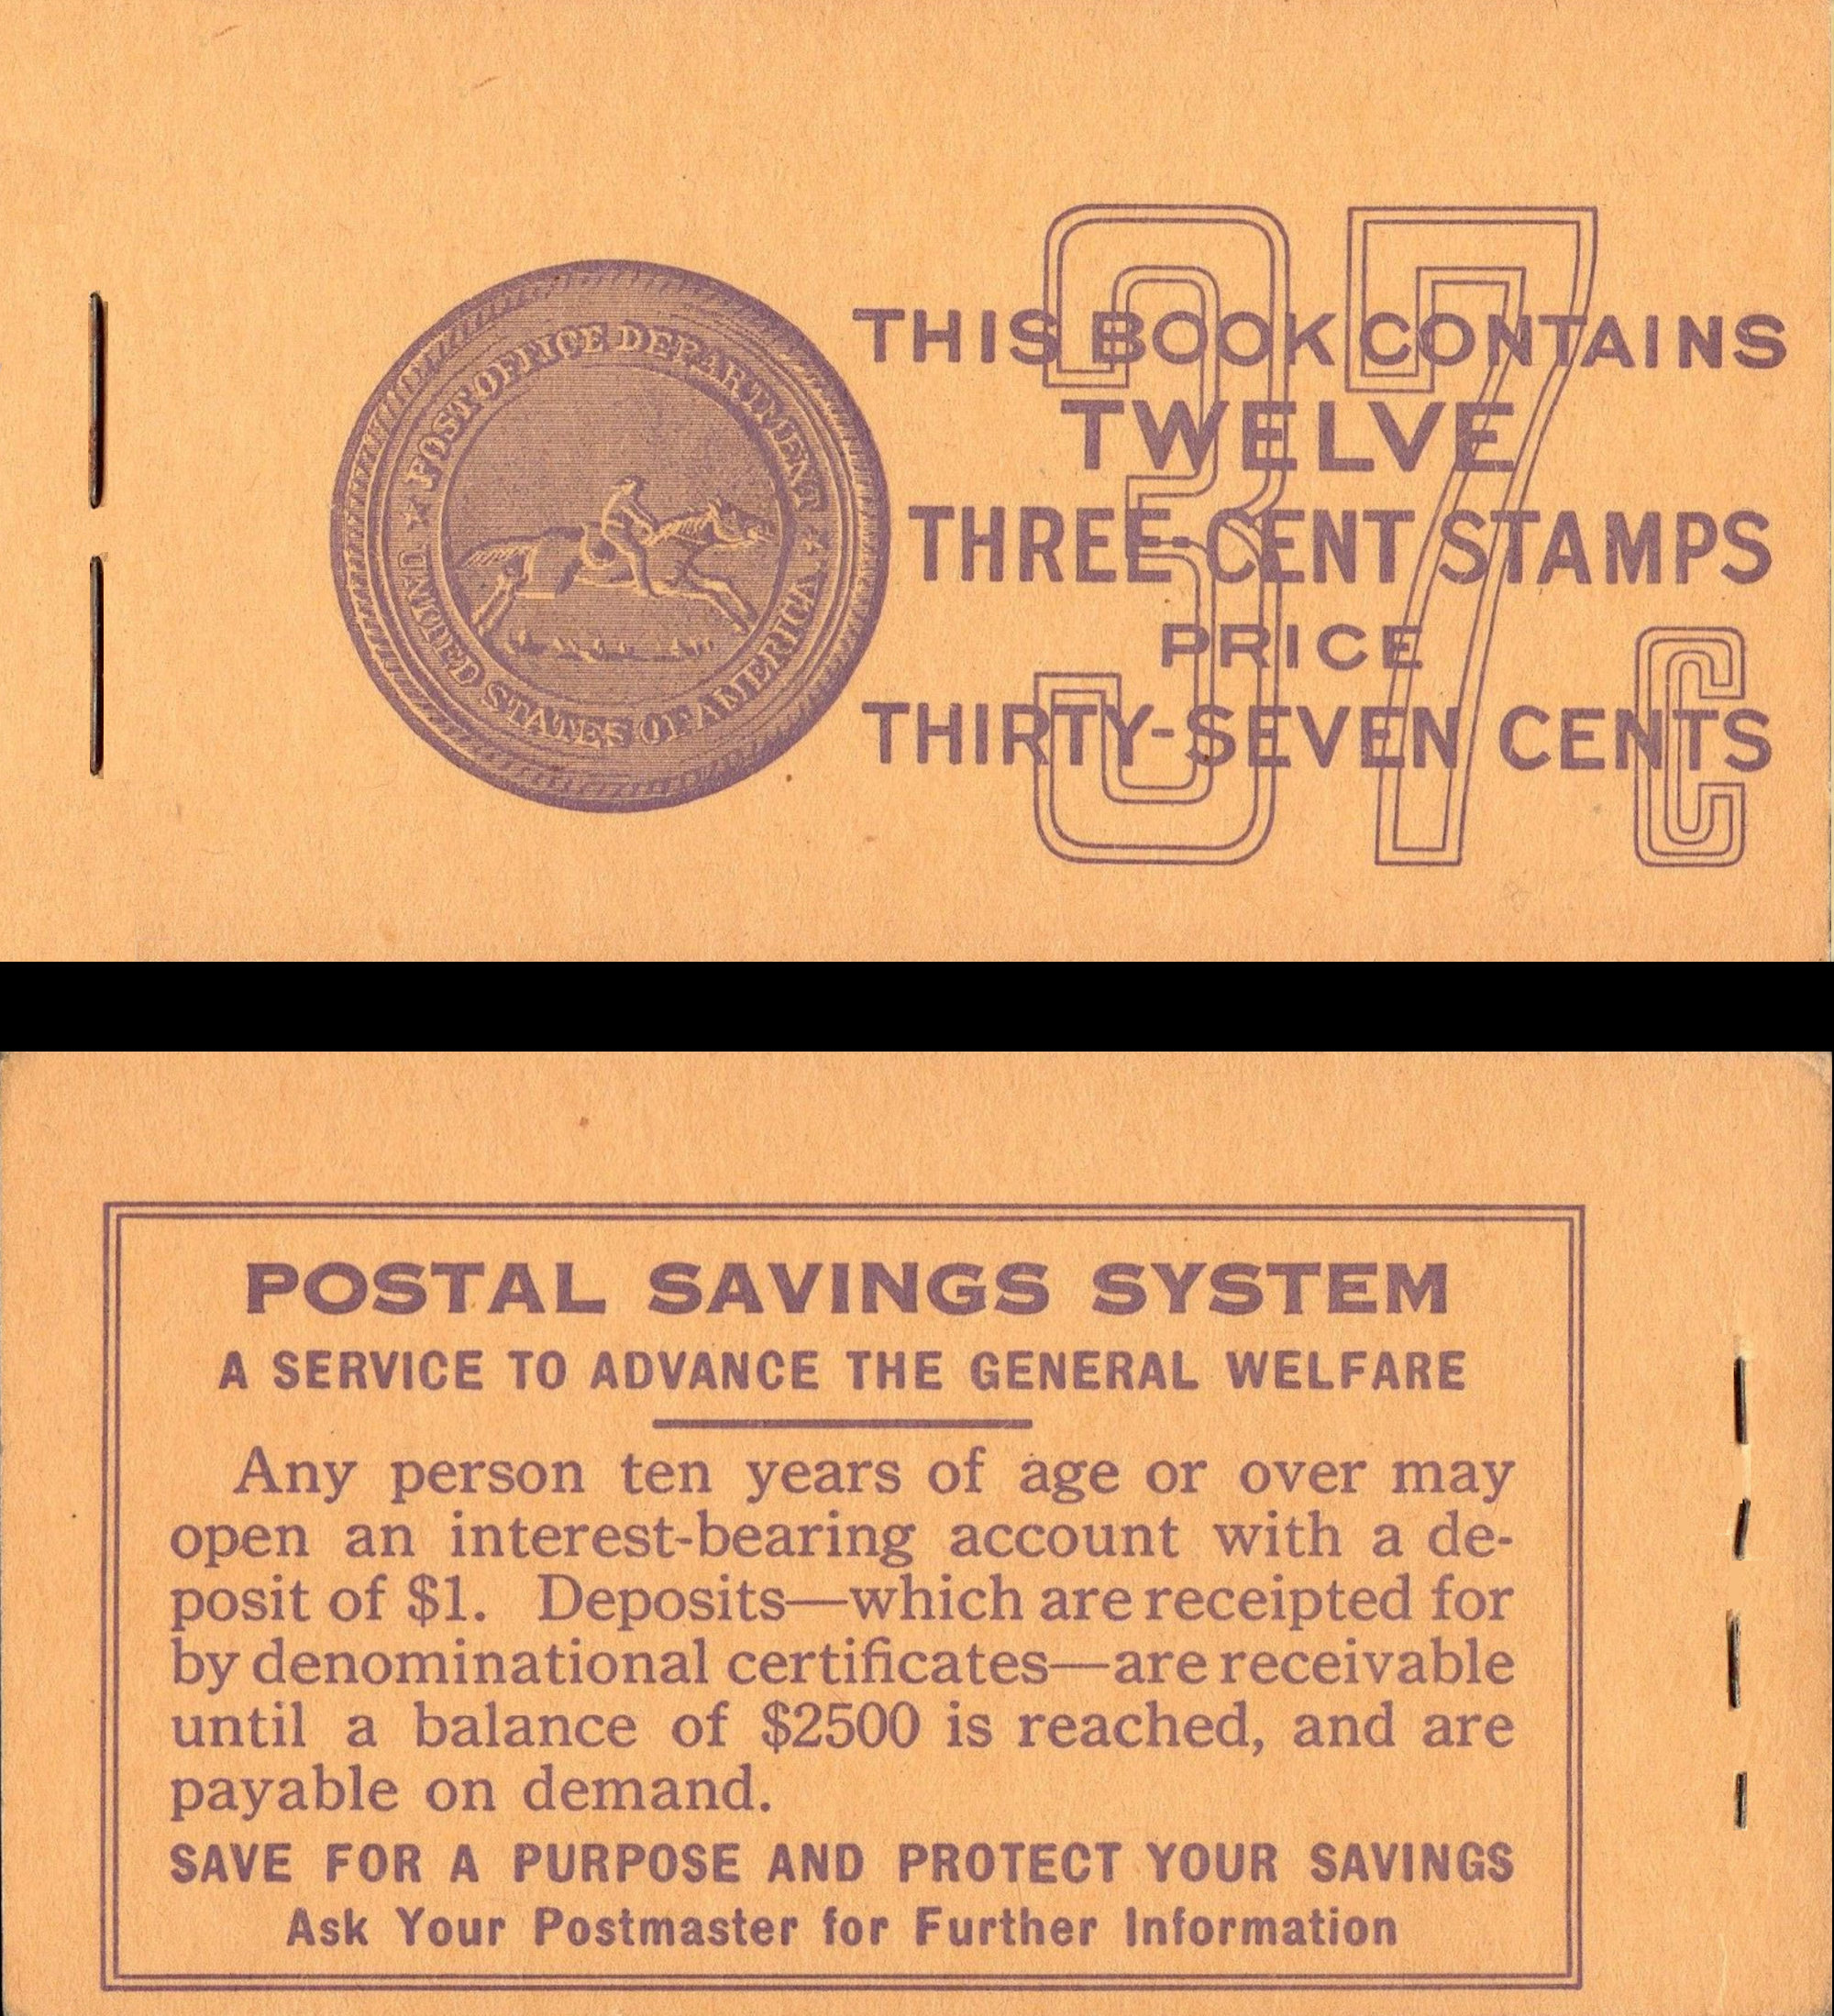 POST OFFICE DEPARTMENT
UNITED STATES OF AMERICA
37C
THIS BOOK CONTAINS
TWELVE
THREE-CENT STAMPS
PRICE
THIRTY-SEVEN CENTS
POSTAL SAVINGS SYSTEM
A SERVICE TO ADVANCE THE GENERAL WELFARE
Any person ten years of age or over may
open an interest-bearing account with a de-
posit of $1. Deposits—which are receipted for
by denominational certificates—are receivable
until a balance of $2500 is reached, and are
payable on demand.
SAVE FOR A PURPOSE AND PROTECT YOUR SAVINGS
Ask Your Postmaster for Further Information